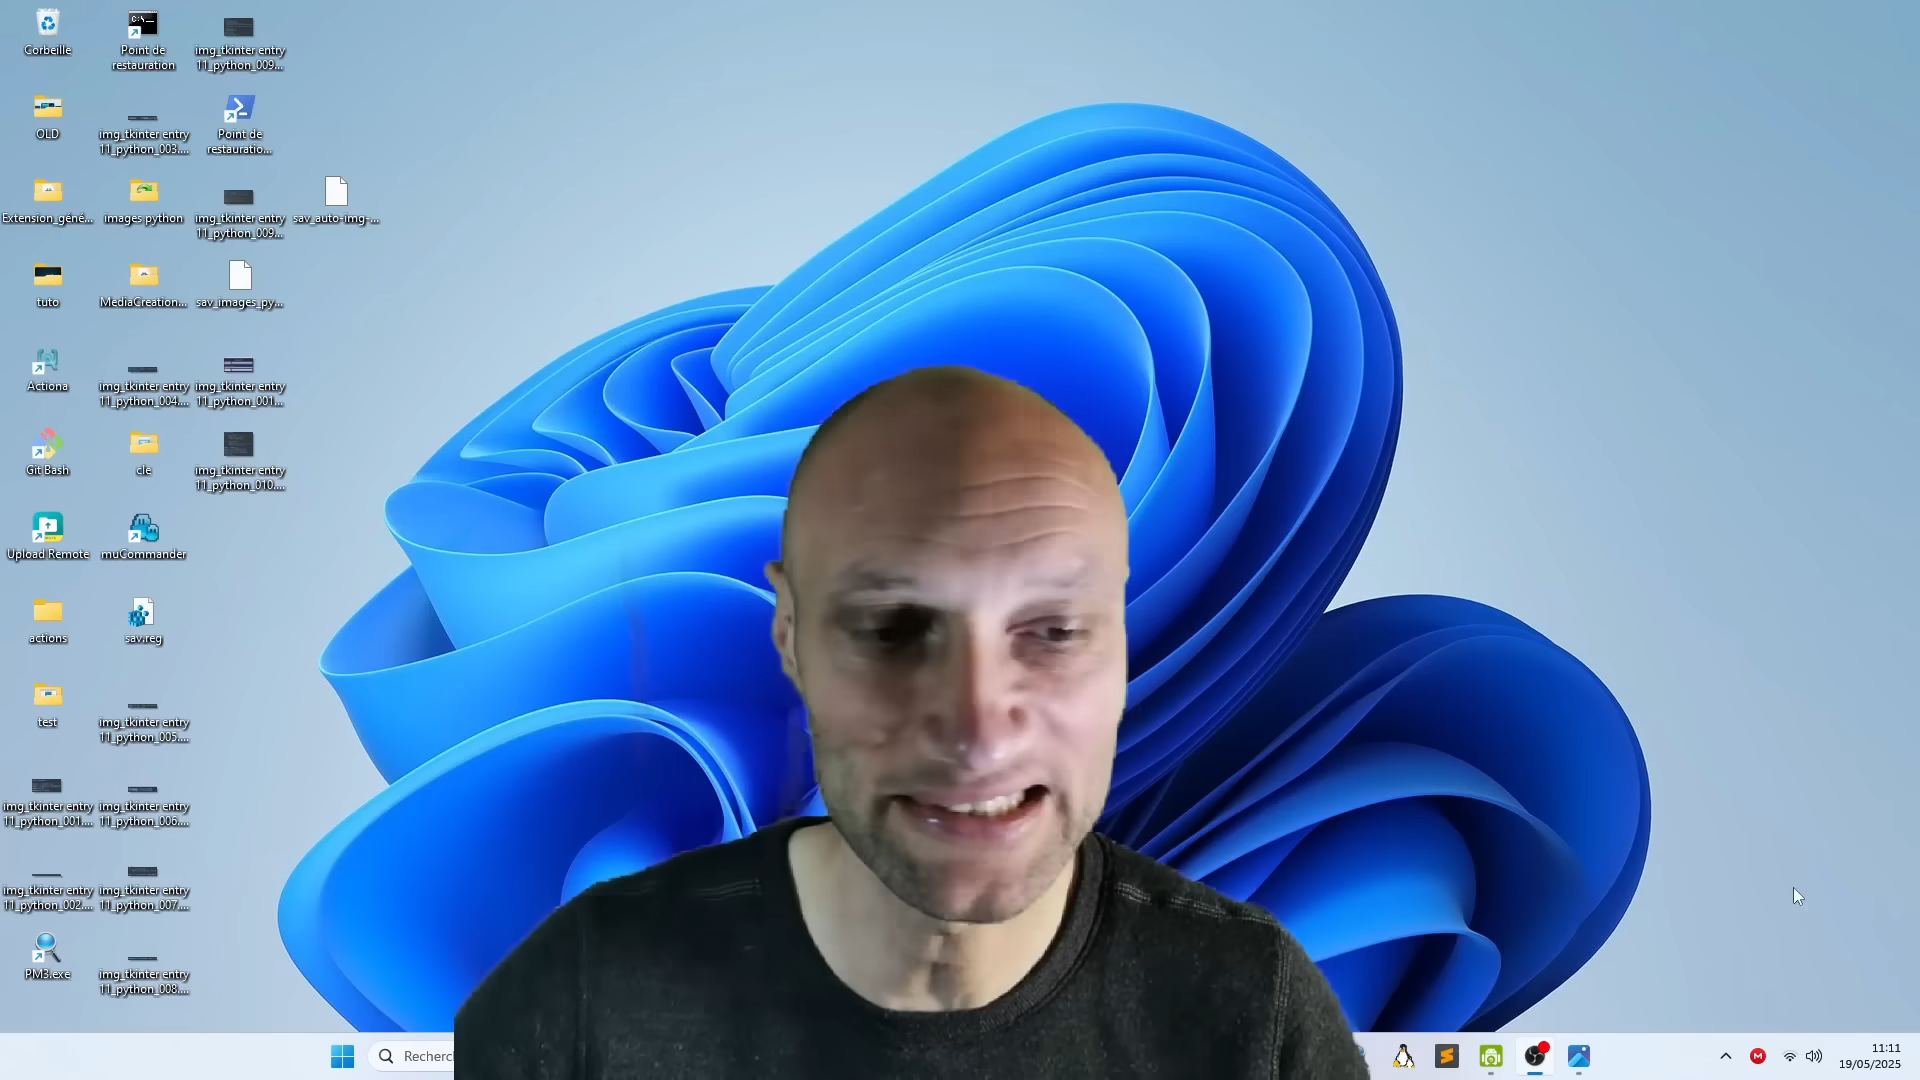 Corbeille
Point de
restauration
img_tkinter entry
11_python_009...
OLD
img_tkinter entry
11_python_003....
Point de
restauratio...
Extension_géné...
images python
img_tkinter entry
11_python_009...
sav_auto-img-...
tuto
MediaCreation...
sav_images_py...
Actiona
img_tkinter entry
11_python_004....
img_tkinter entry
11_python_001...
Git Bash
cle
img_tkinter entry
11_python_010....
Upload Remote
muCommander
actions
sav.reg
test
img_tkinter entry
11_python_005....
img_tkinter entry
11_python_001....
img_tkinter entry
11_python_006....
img_tkinter entry
11_python_002....
img_tkinter entry
11_python_007....
PM3.exe
img_tkinter entry
11_python_008....
Recherc
11:11
19/05/2025